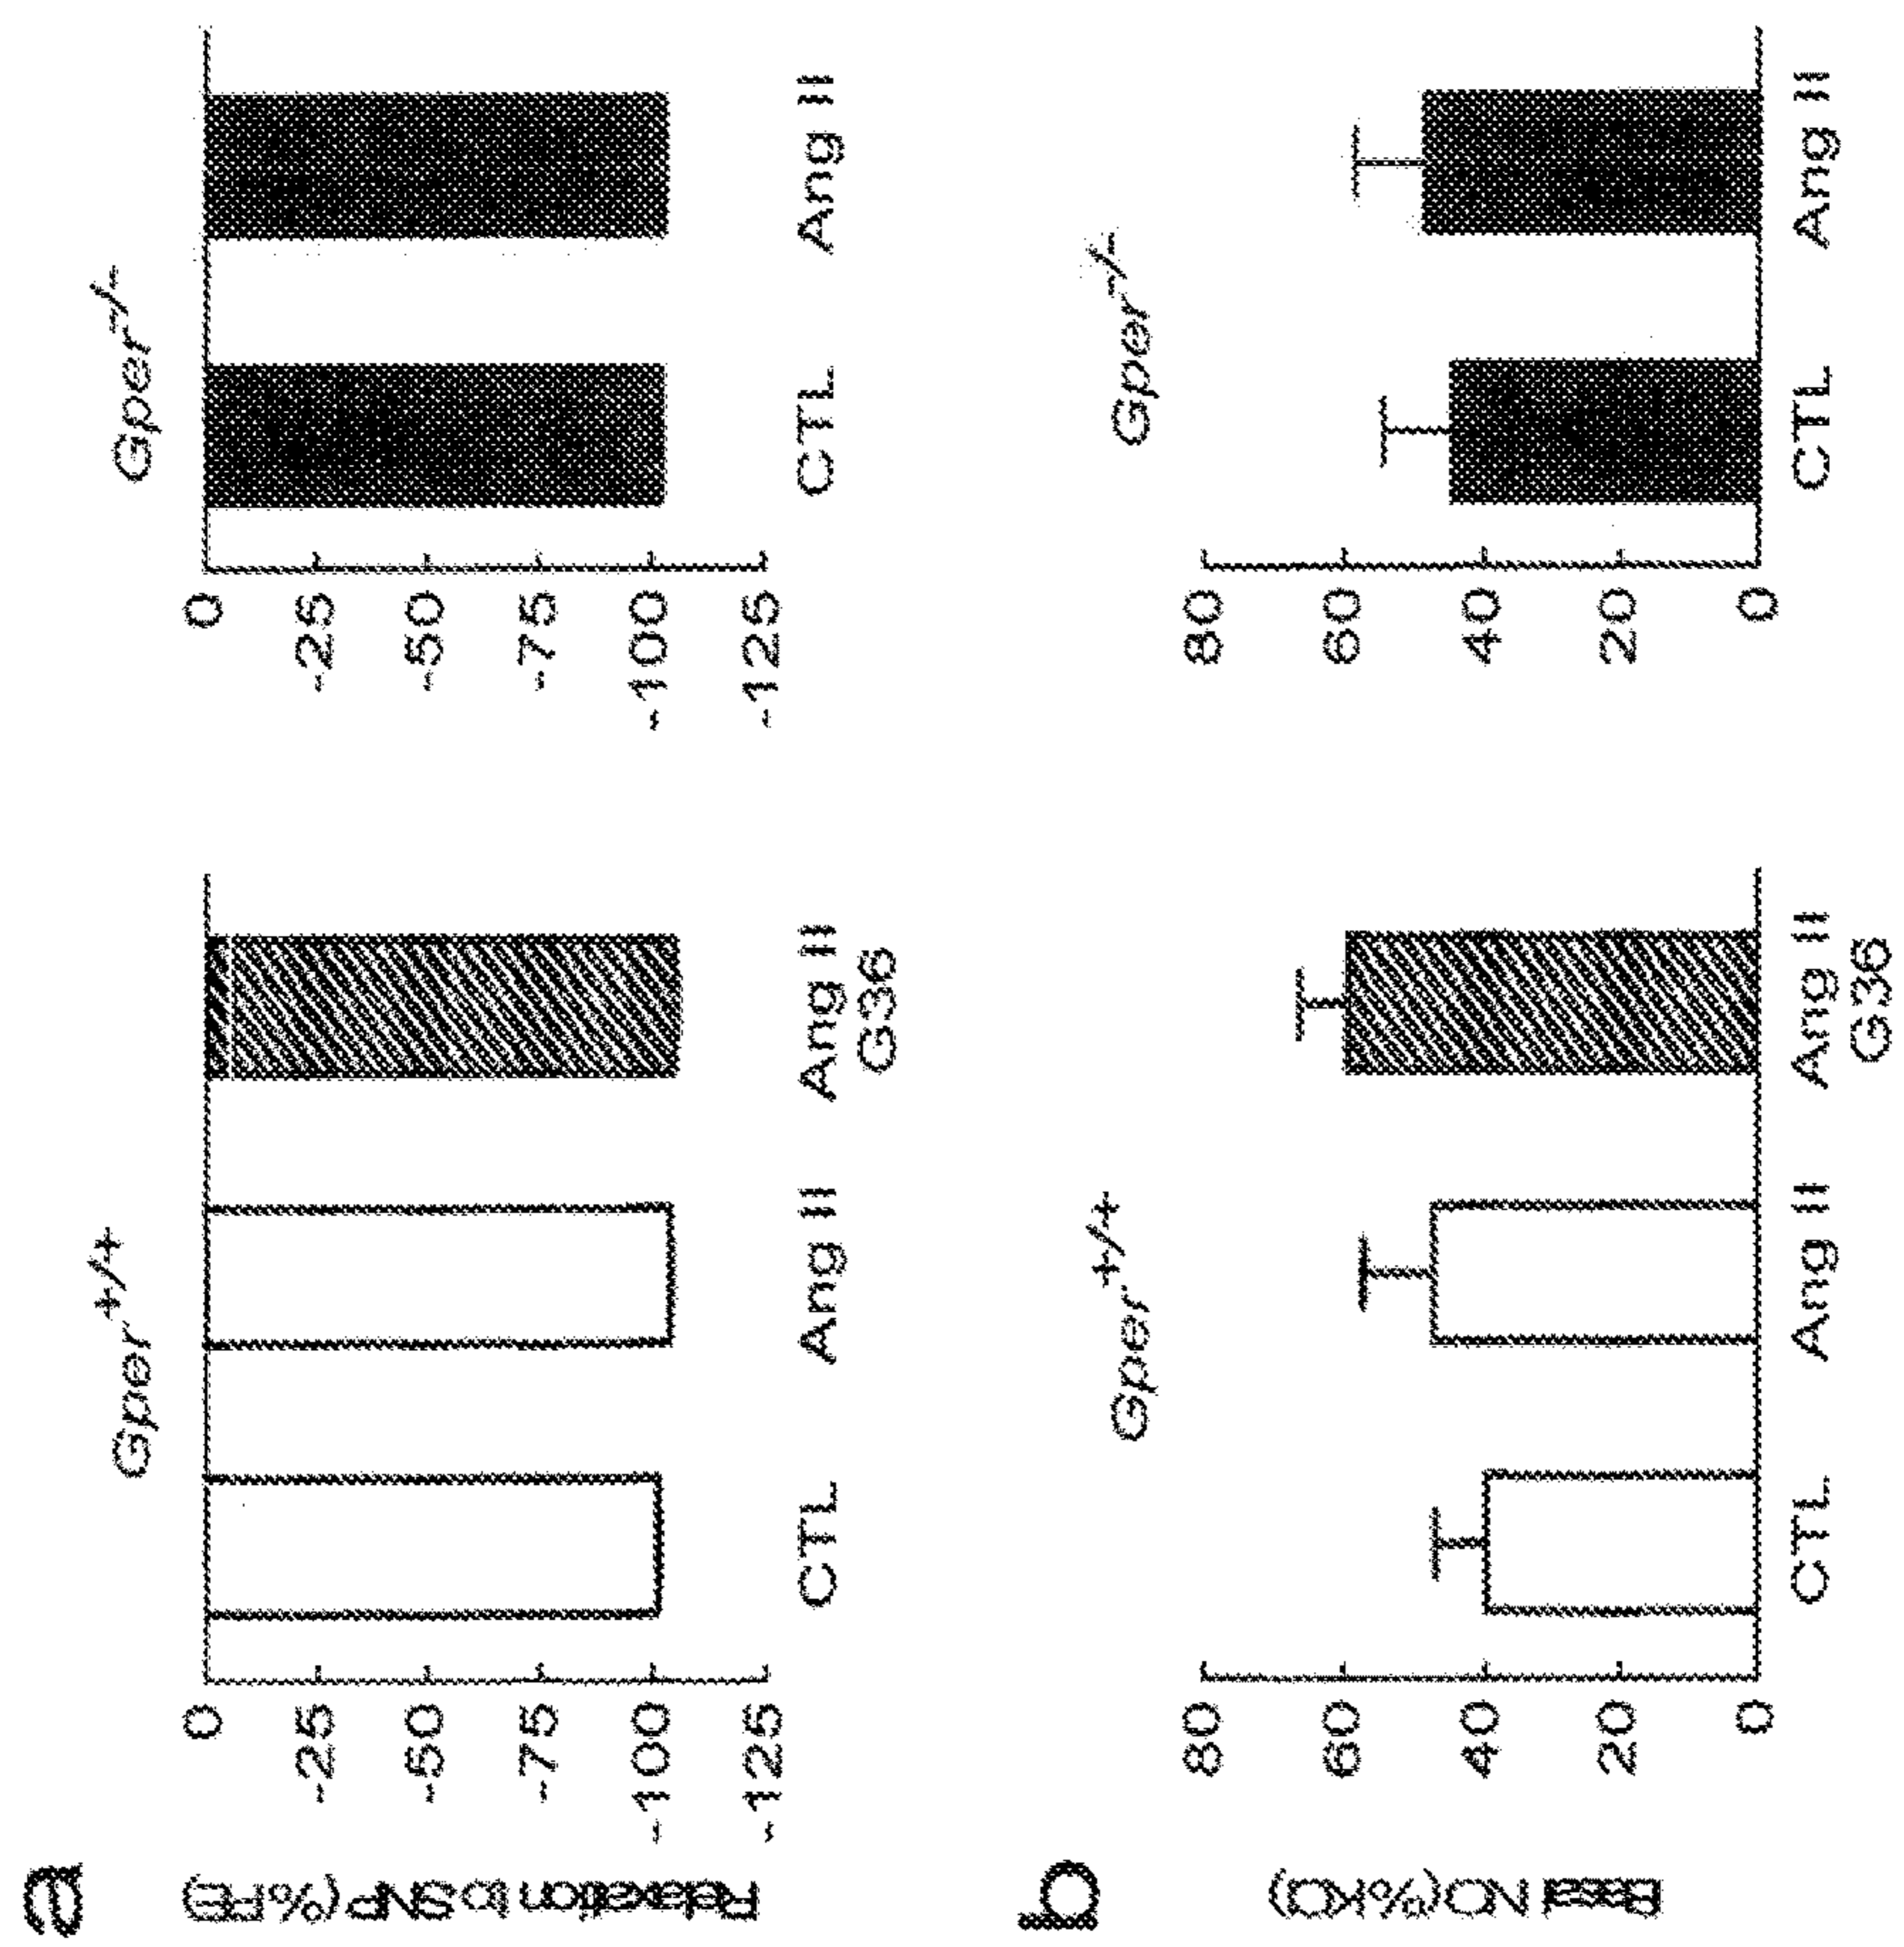 a
Gper+/+
Gper-/-
Relaxation to SNP (%PE)
0
-25
-50
-75
-100
-125
CTL
Ang II
Ang II
G36
0
-25
-50
-75
-100
-125
CTL
Ang II
b
Gper+/+
Gper-/-
Basal NO (%KCl)
80
60
40
20
0
CTL
Ang II
Ang II
G36
80
60
40
20
0
CTL
Ang II